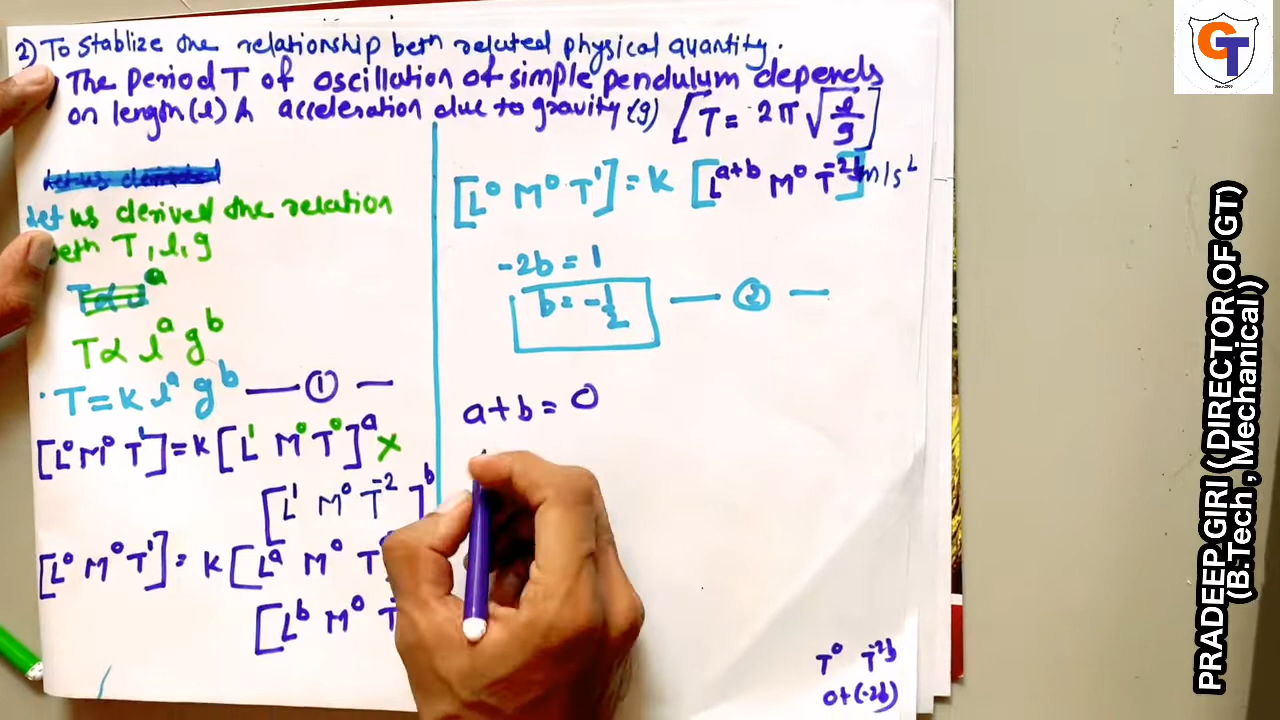 2) To stablize the relationship betn related physical quantity.
The period T of oscillation of simple pendulum depends
on length (l) & acceleration due to gravity (g) [T = 2π √(l/g)]
Let us derived the relation
betn T, l, g
T ∝ l^a g^b
T = K l^a g^b — ① —
[L⁰ M⁰ T¹] = K [L¹ M⁰ T⁰]^a ×
[L¹ M⁰ T⁻²]^b
[L⁰ M⁰ T¹] = K [L^a M⁰ T
[L^b M⁰ T
[L⁰ M⁰ T¹] = K [L^(a+b) M⁰ T^(-2b)] m/s²
-2b = 1
b = -1/2 — ② —
a + b = 0
T⁰ T^(-2b)
0+(-2b)
GT
PRADEEP GIRI ( DIRECTOR OF GT)
(B.Tech , Mechanical )